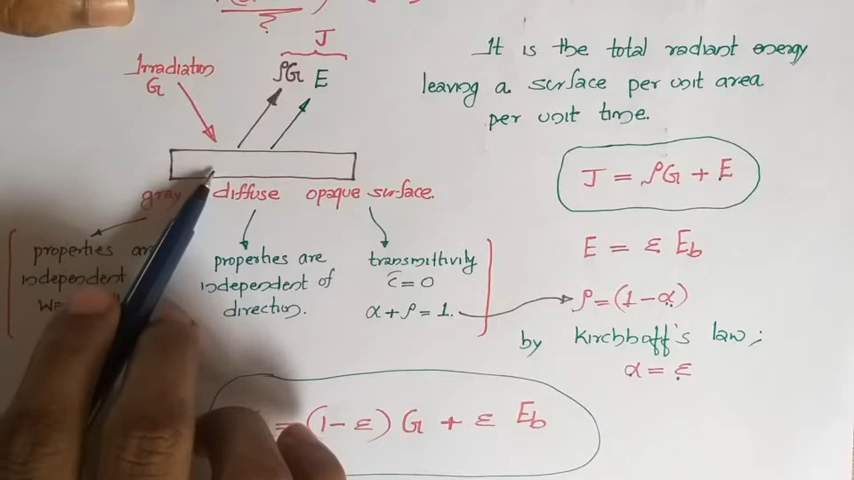 ?
Irradiation
G
J
ρG E
gray diffuse opaque surface.
properties are
independent
properties are
independent of
direction.
transmittivity
τ=0
α+ρ=1.
It is the total radiant energy
leaving a surface per unit area
per unit time.
J = ρG + E
E = ε Eb
ρ=(1-α)
by Kirchhoff's law;
α = ε
= (1-ε) G + ε Eb